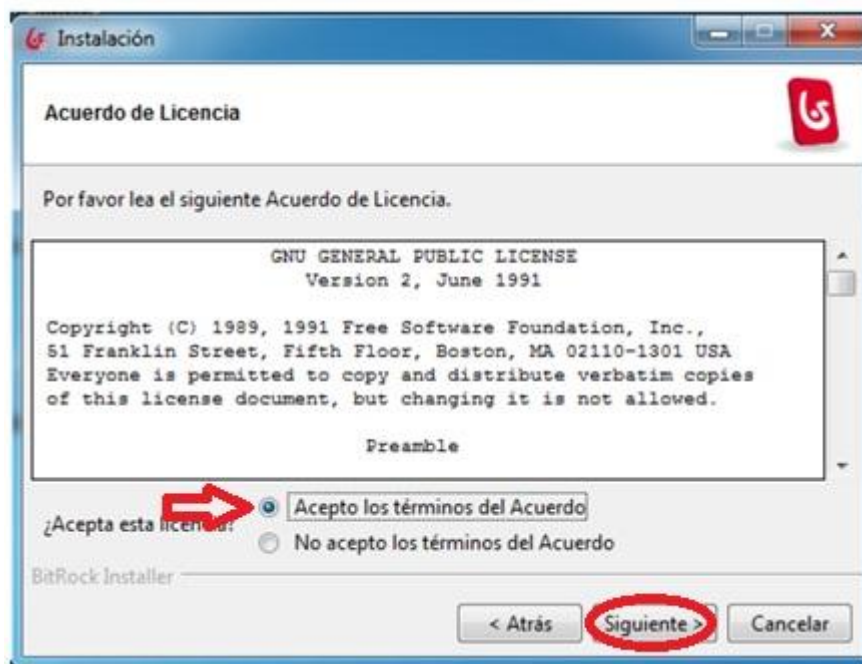 Instalación
Acuerdo de Licencia
Por favor lea el siguiente Acuerdo de Licencia.
GNU GENERAL PUBLIC LICENSE
Version 2, June 1991
Copyright (C) 1989, 1991 Free Software Foundation, Inc.,
51 Franklin Street, Fifth Floor, Boston, MA 02110-1301 USA
Everyone is permitted to copy and distribute verbatim copies
of this license document, but changing it is not allowed.
Preamble
Acepto los términos del Acuerdo
¿Acepta esta licencia?
No acepto los términos del Acuerdo
BitRock Installer
< Atrás Siguiente > Cancelar